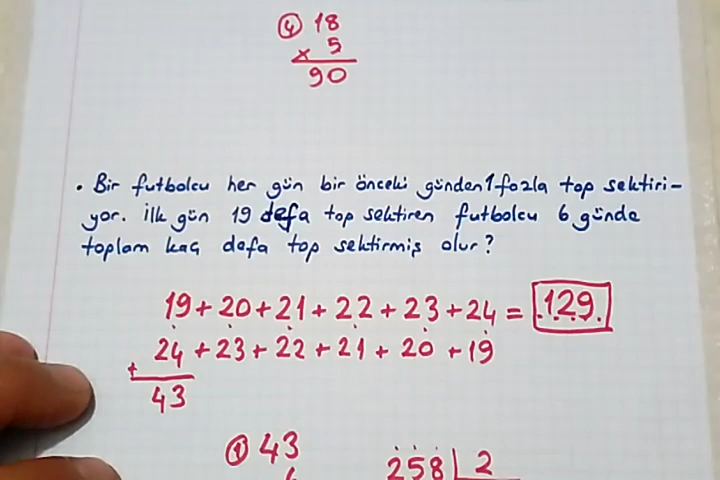 ④ 18
× 5
90
• Bir futbolcu her gün bir önceki günden 1 fazla top sektiri-
yor. İlk gün 19 defa top sektiren futbolcu 6 günde
toplam kaç defa top sektirmiş olur?
19+20+21+22+23+24 = 129
+ 24+23+22+21+20+19
43
① 43
258 2